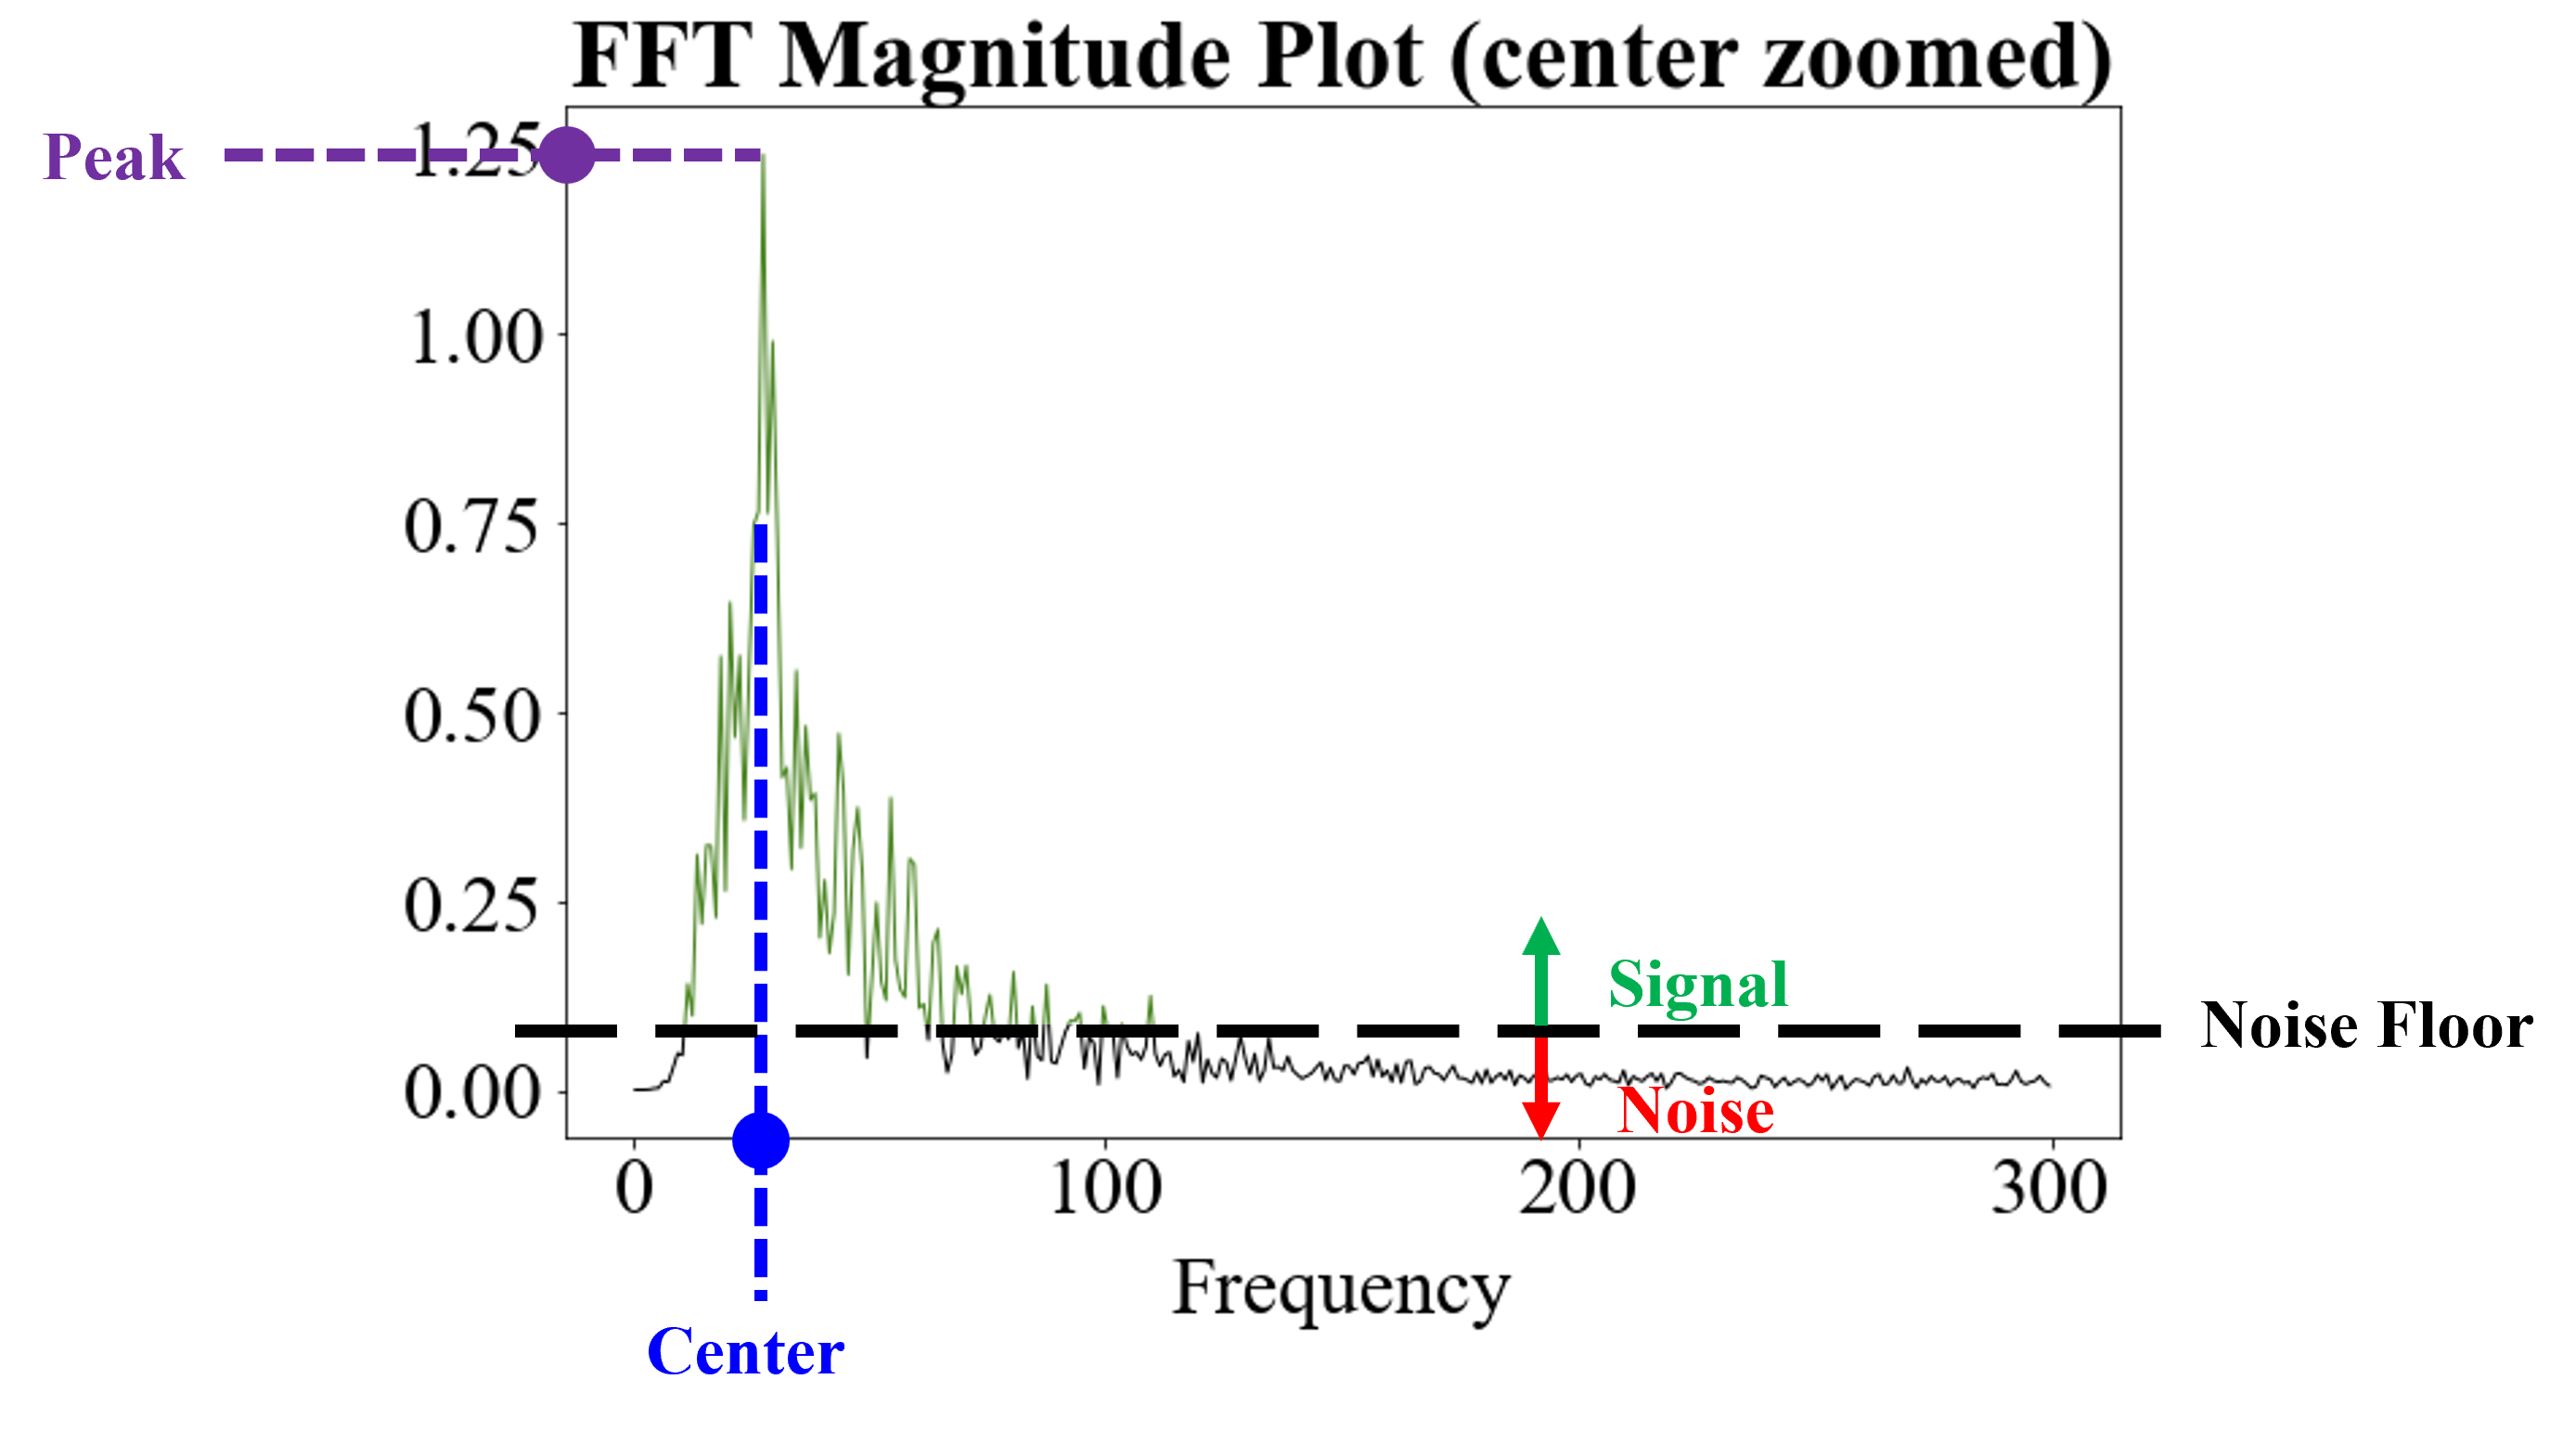 FFT Magnitude Plot (center zoomed)
Peak
1.25
1.00
0.75
0.50
0.25
0.00
Signal
Noise Floor
Noise
0 100 200 300
Frequency
Center